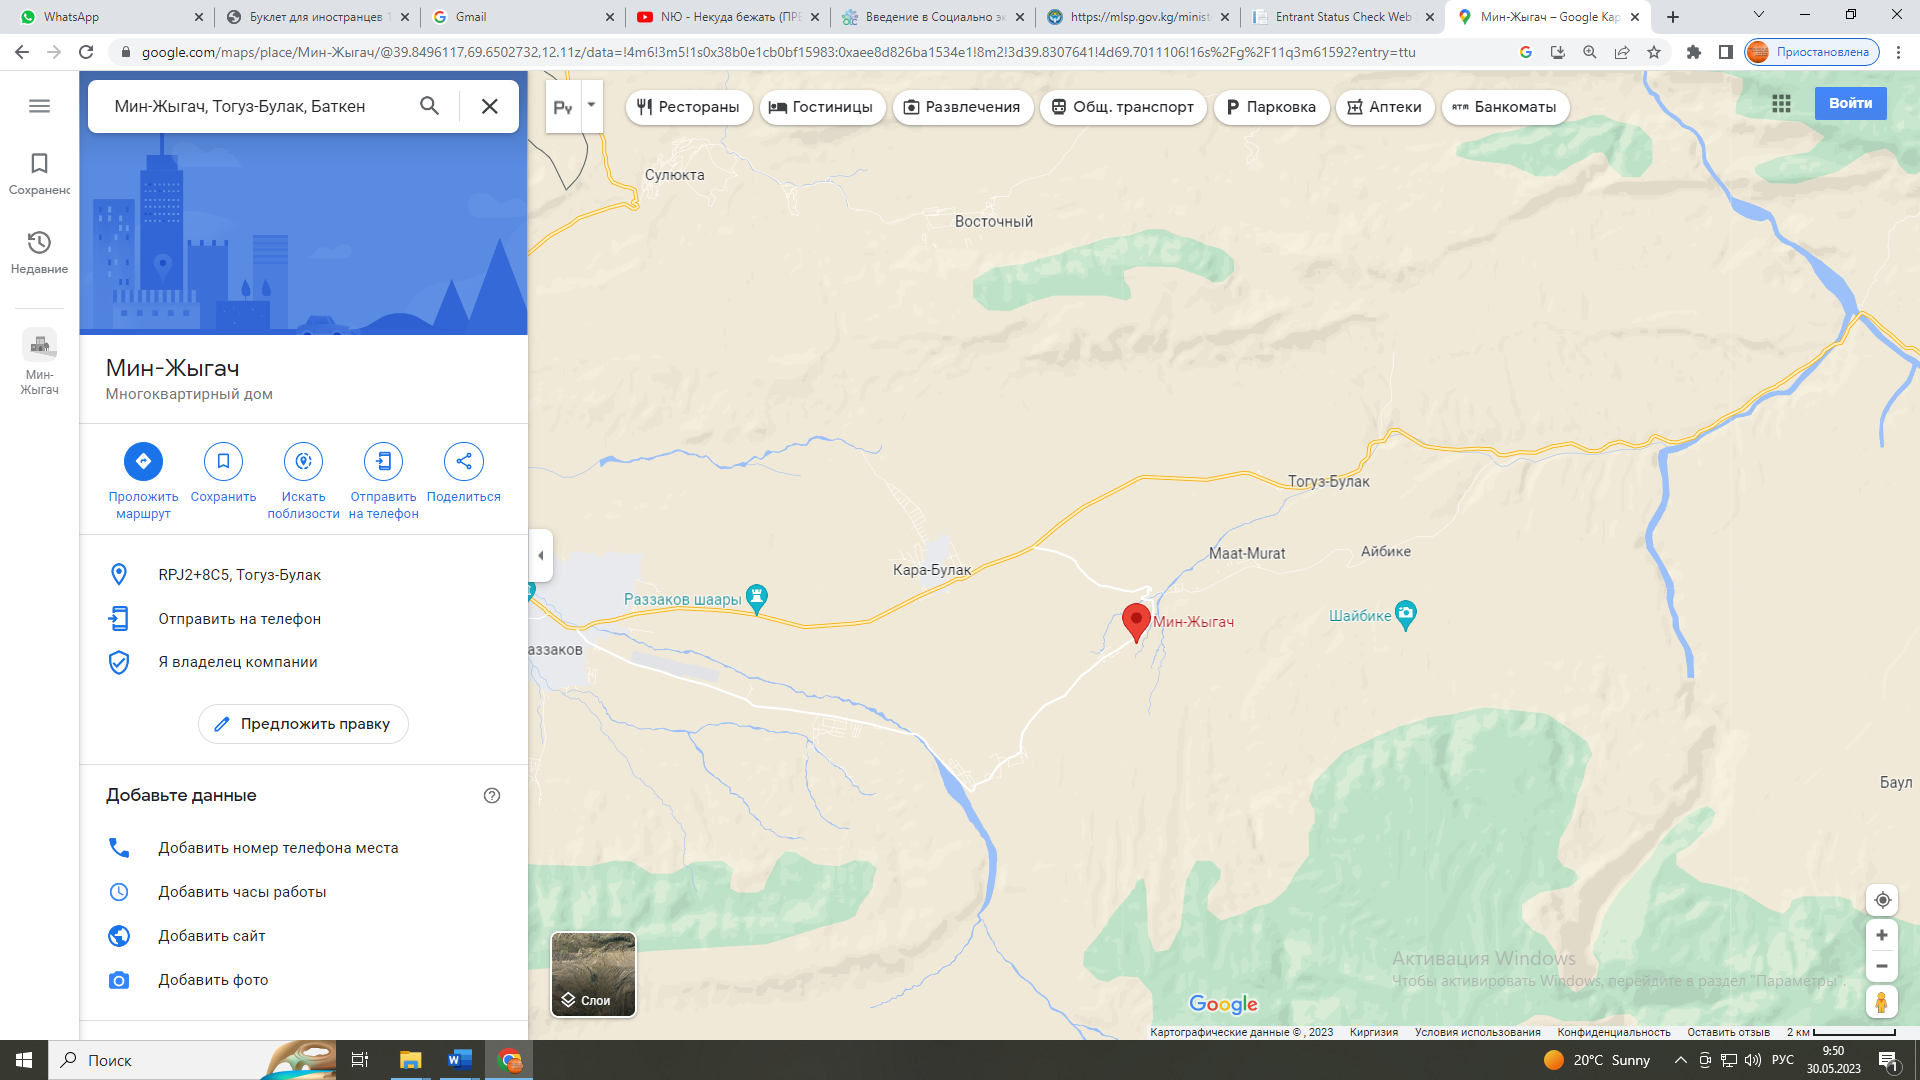 WhatsApp
Буклет для иностранцев
Gmail
NЮ - Некуда бежать (ПРЕ
Введение в Социально эк
https://mlsp.gov.kg/minist
Entrant Status Check Web
Мин-Жыгач – Google Кар
google.com/maps/place/Мин-Жыгач/@39.8496117,69.6502732,12.11z/data=!4m6!3m5!1s0x38b0e1cb0bf15983:0xaee8d826ba1534e1!8m2!3d39.8307641!4d69.7011106!16s%2Fg%2F11q3m61592?entry=ttu
Приостановлена
Мин-Жыгач, Тогуз-Булак, Баткен
Ру
Рестораны
Гостиницы
Развлечения
Общ. транспорт
Парковка
Аптеки
ATM Банкоматы
Войти
Сохранено
Недавние
Мин-
Жыгач
Мин-Жыгач
Многоквартирный дом
Проложить
маршрут
Сохранить
Искать
поблизости
Отправить
на телефон
Поделиться
RPJ2+8C5, Тогуз-Булак
Отправить на телефон
Я владелец компании
Предложить правку
Добавьте данные
Добавить номер телефона места
Добавить часы работы
Добавить сайт
Добавить фото
Сулюкта
Восточный
Тогуз-Булак
Maat-Murat
Айбике
Кара-Булак
Раззаков шаары
Шайбике
Мин-Жыгач
аззаков
Баул
Слои
Google
Активация Windows
Чтобы активировать Windows, перейдите в раздел "Параметры".
Картографические данные © , 2023
Киргизия
Условия использования
Конфиденциальность
Оставить отзыв
2 км
Поиск
20°C Sunny
РУС
9:50
30.05.2023
1